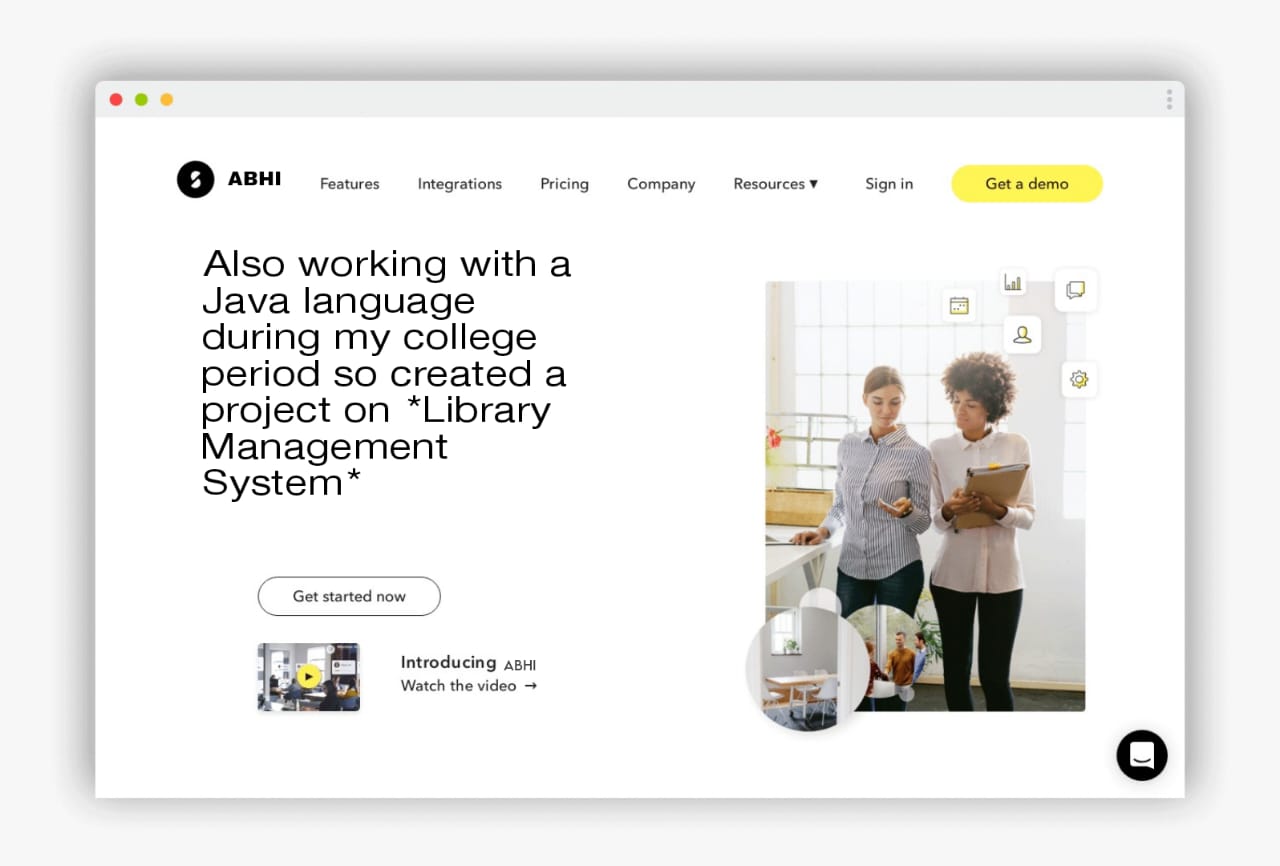 ABHI
Features
Integrations
Pricing
Company
Resources ▾
Sign in
Get a demo
Also working with a
Java language
during my college
period so created a
project on *Library
Management
System*
Get started now
Introducing ABHI
Watch the video →